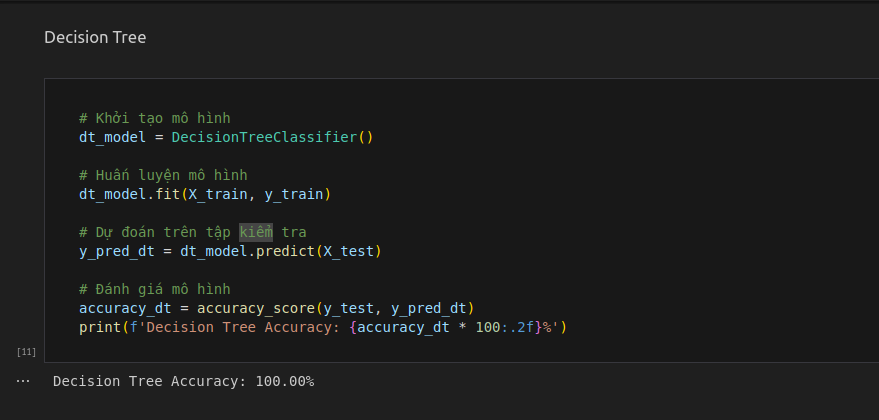 Decision Tree
# Khởi tạo mô hình
dt_model = DecisionTreeClassifier()
# Huấn luyện mô hình
dt_model.fit(X_train, y_train)
# Dự đoán trên tập kiểm tra
y_pred_dt = dt_model.predict(X_test)
# Đánh giá mô hình
accuracy_dt = accuracy_score(y_test, y_pred_dt)
print(f'Decision Tree Accuracy: {accuracy_dt * 100:.2f}%')
[11]
... Decision Tree Accuracy: 100.00%